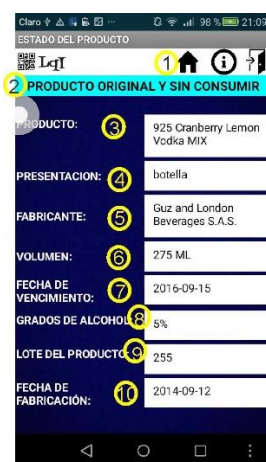 Claro 98 % 21:09
ESTADO DEL PRODUCTO
LqJ 1
2 PRODUCTO ORIGINAL Y SIN CONSUMIR
PRODUCTO: 3 925 Cranberry Lemon
Vodka MIX
PRESENTACION: 4 botella
FABRICANTE: 5 Guz and London
Beverages S.A.S.
VOLUMEN: 6 275 ML
FECHA DE
VENCIMIENTO: 7 2016-09-15
GRADOS DE ALCOHOL 8 5%
LOTE DEL PRODUCTO 9 255
FECHA DE
FABRICACIÓN: 10 2014-09-12